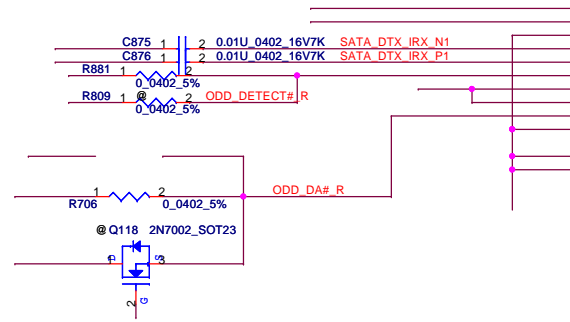 C875 1 2 0.01U_0402_16V7K SATA_DTX_IRX_N1
C876 1 2 0.01U_0402_16V7K SATA_DTX_IRX_P1
R881 1 2
0_0402_5%
R809 1 @ 2 ODD_DETECT#_R
0_0402_5%
1 2 ODD_DA#_R
R706 0_0402_5%
@ Q118 2N7002_SOT23
1 D S 3
2 G